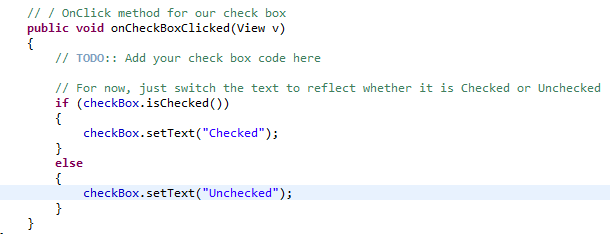 // / OnClick method for our check box
public void onCheckBoxClicked(View v)
{
// TODO:: Add your check box code here
// For now, just switch the text to reflect whether it is Checked or Unchecked
if (checkBox.isChecked())
{
checkBox.setText("Checked");
}
else
{
checkBox.setText("Unchecked");
}
}